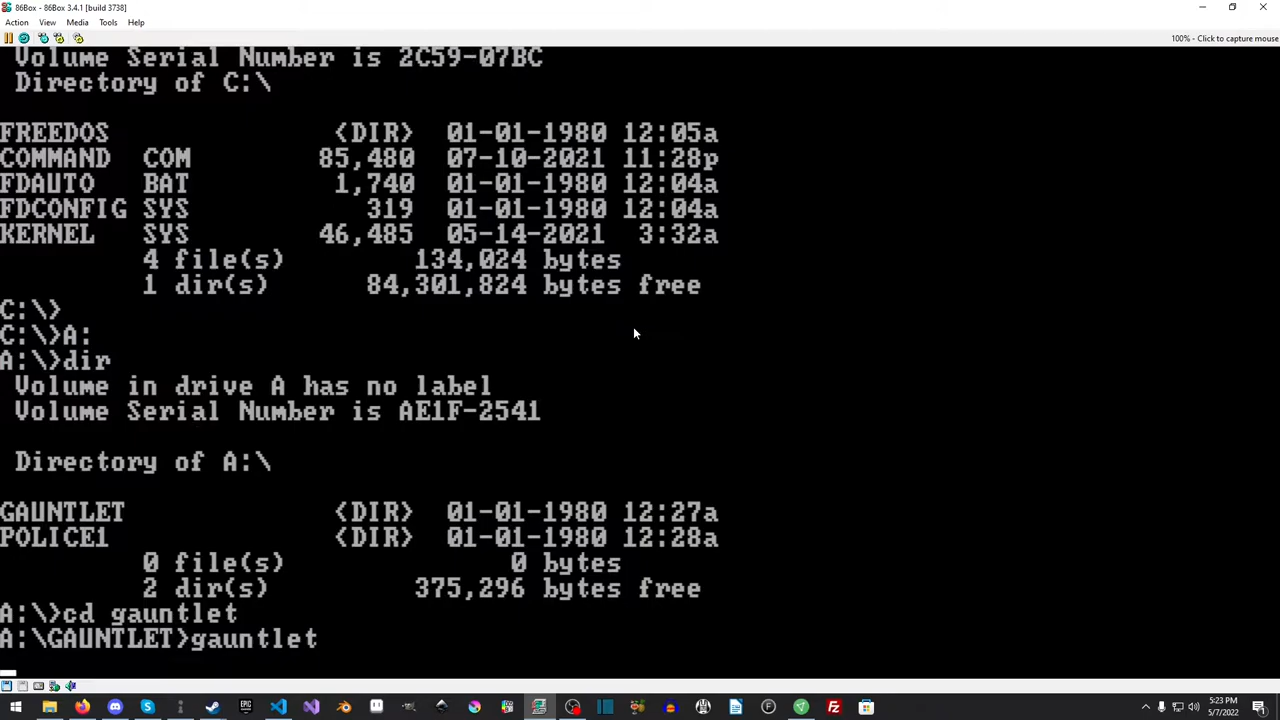 86Box - 86Box 3.4.1 [build 3738]
Action View Media Tools Help
100% - Click to capture mouse
Volume Serial Number is 2C59-07BC
Directory of C:\
FREEDOS <DIR> 01-01-1980 12:05a
COMMAND COM 85,480 07-10-2021 11:28p
FDAUTO BAT 1,740 01-01-1980 12:04a
FDCONFIG SYS 319 01-01-1980 12:04a
KERNEL SYS 46,485 05-14-2021 3:32a
4 file(s) 134,024 bytes
1 dir(s) 84,301,824 bytes free
C:\>
C:\>A:
A:\>dir
Volume in drive A has no label
Volume Serial Number is AE1F-2541
Directory of A:\
GAUNTLET <DIR> 01-01-1980 12:27a
POLICE1 <DIR> 01-01-1980 12:28a
0 file(s) 0 bytes
2 dir(s) 375,296 bytes free
A:\>cd gauntlet
A:\GAUNTLET>gauntlet
5:23 PM
5/7/2022